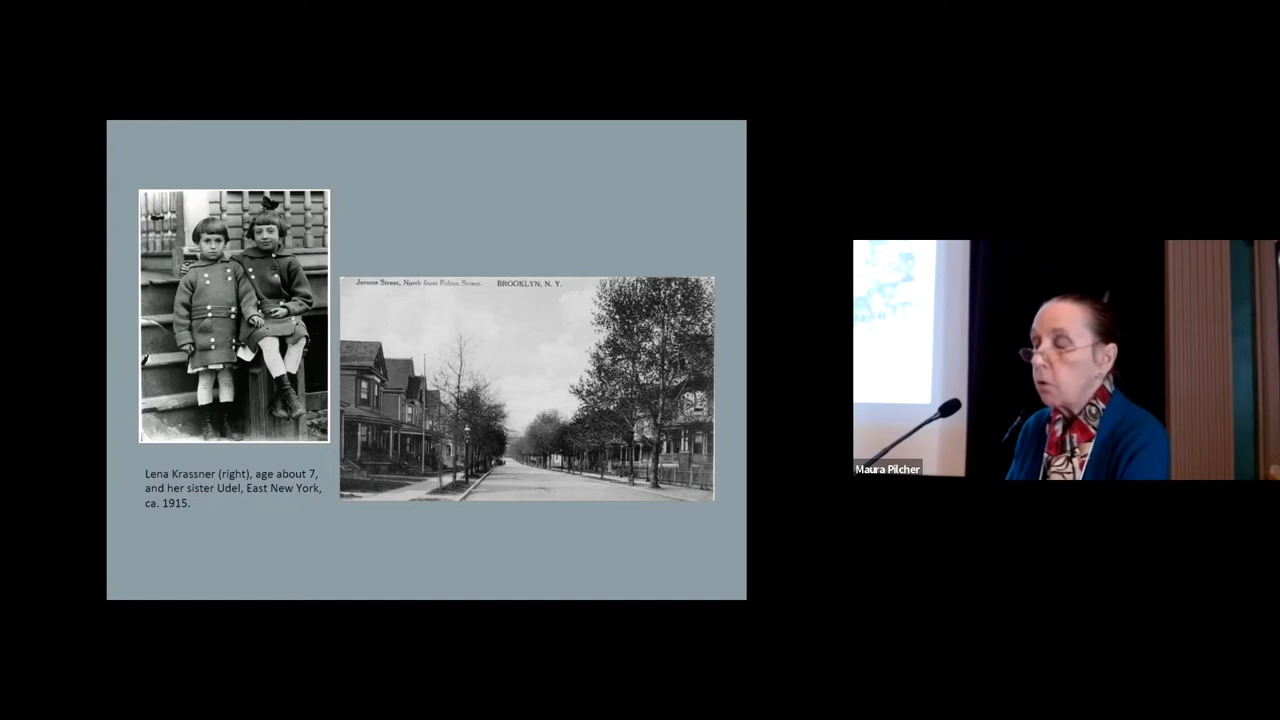 Jerome Street, North from Fulton Street. BROOKLYN, N. Y.
Lena Krassner (right), age about 7,
and her sister Udel, East New York,
ca. 1915.
Maura Pilcher